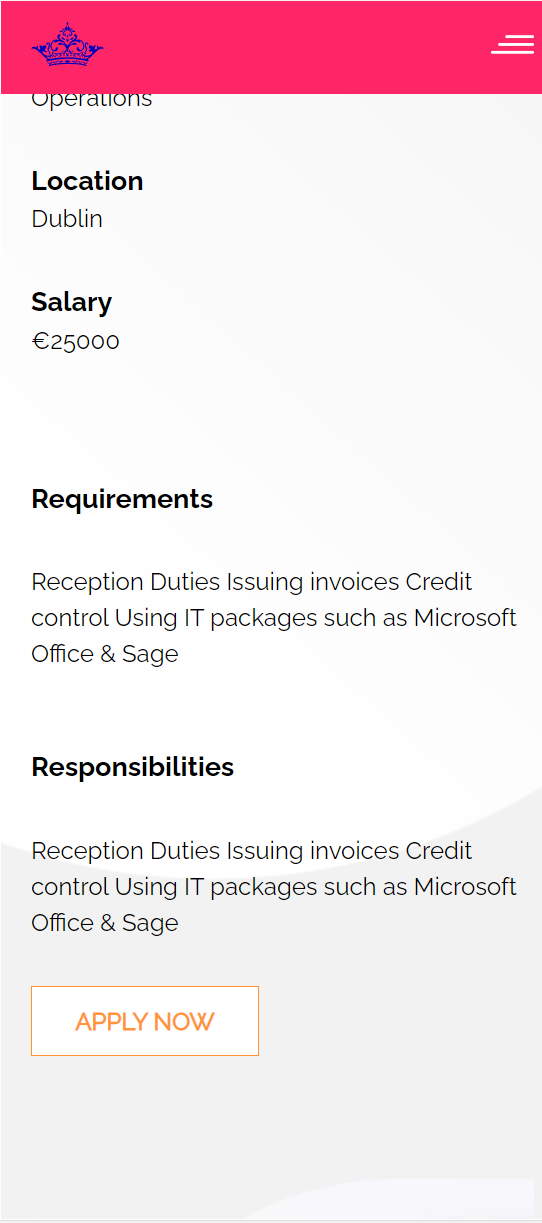 Operations
Location
Dublin
Salary
€25000
Requirements
Reception Duties Issuing invoices Credit
control Using IT packages such as Microsoft
Office & Sage
Responsibilities
Reception Duties Issuing invoices Credit
control Using IT packages such as Microsoft
Office & Sage
APPLY NOW